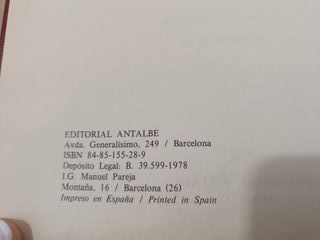 EDITORIAL ANTALBE
Avda. Generalísimo, 249 / Barcelona
ISBN 84-85-155-28-9
Depósito Legal: B. 39.599-1978
I.G. Manuel Pareja
Montaña, 16 / Barcelona (26)
Impreso en España / Printed in Spain